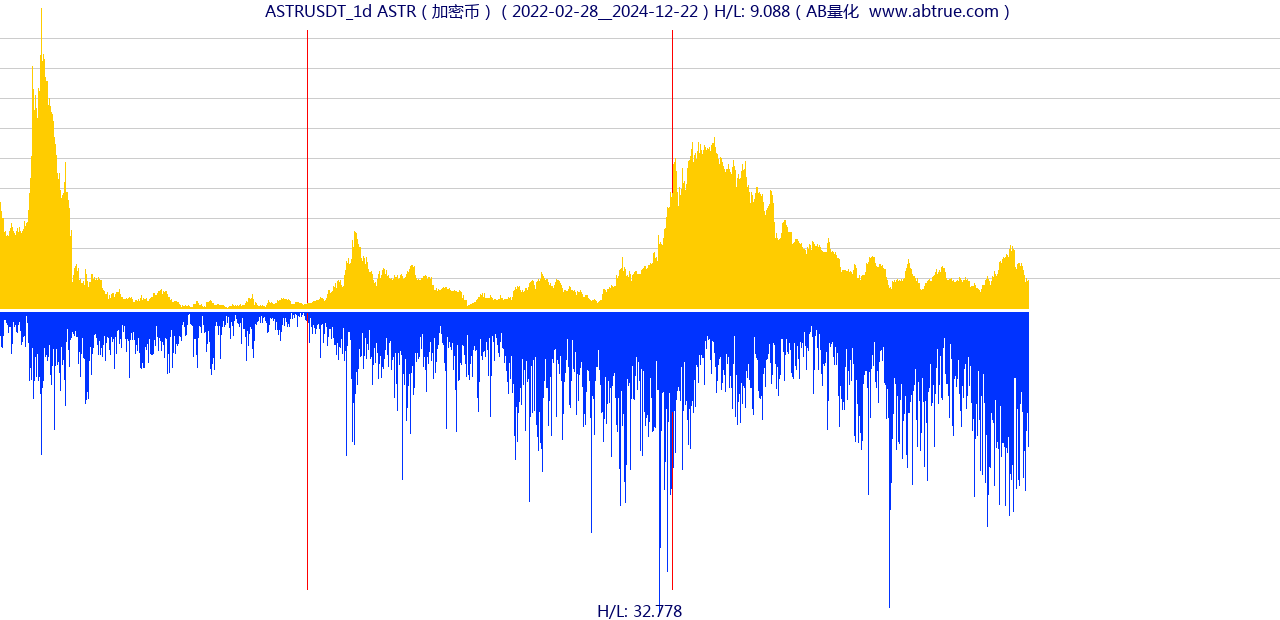 ASTRUSDT_1d ASTR ( 加密币 ) ( 2022-02-28__2024-12-22 ) H/L: 9.088 ( AB量化  www.abtrue.com )
H/L: 32.778